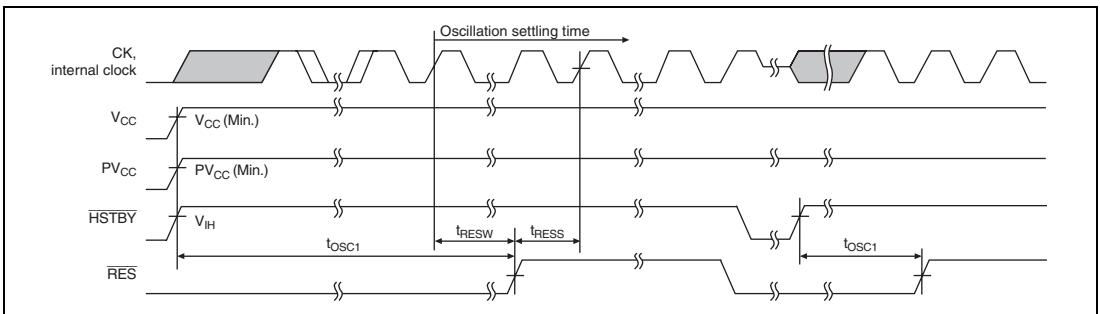 Oscillation settling time
CK,
internal clock
VCC
VCC (Min.)
PVCC
PVCC (Min.)
HSTBY
VIH
tRESW
tRESS
tOSC1
tOSC1
RES